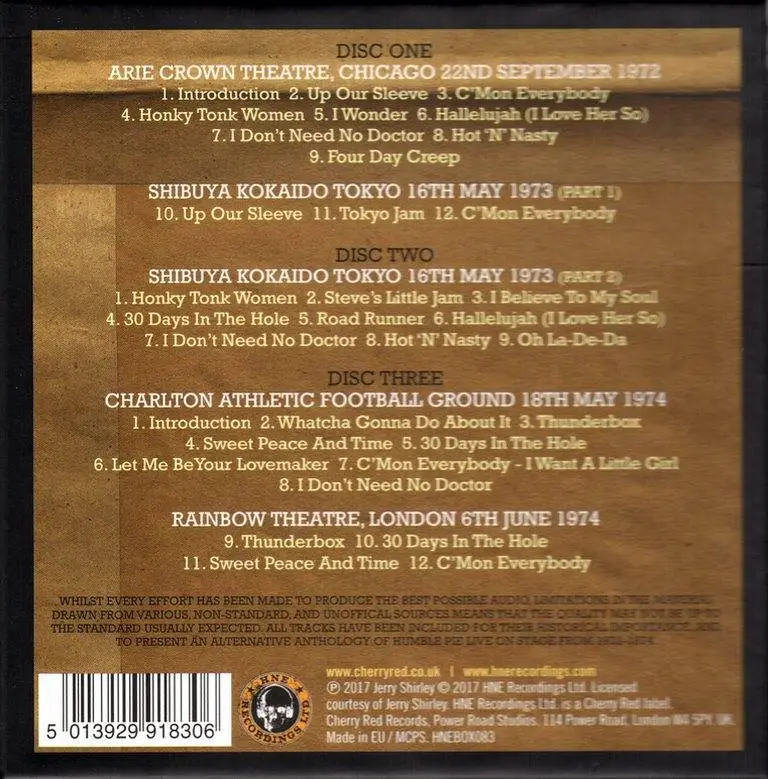 DISC ONE
ARIE CROWN THEATRE, CHICAGO 22ND SEPTEMBER 1972
1. Introduction 2. Up Our Sleeve 3. C'Mon Everybody
4. Honky Tonk Women 5. I Wonder 6. Hallelujah (I Love Her So)
7. I Don't Need No Doctor 8. Hot 'N' Nasty
9. Four Day Creep
SHIBUYA KOKAIDO TOKYO 16TH MAY 1973 (PART 1)
10. Up Our Sleeve 11. Tokyo Jam 12. C'Mon Everybody
DISC TWO
SHIBUYA KOKAIDO TOKYO 16TH MAY 1973 (PART 2)
1. Honky Tonk Women 2. Steve's Little Jam 3. I Believe To My Soul
4. 30 Days In The Hole 5. Road Runner 6. Hallelujah (I Love Her So)
7. I Don't Need No Doctor 8. Hot 'N' Nasty 9. Oh La-De-Da
DISC THREE
CHARLTON ATHLETIC FOOTBALL GROUND 18TH MAY 1974
1. Introduction 2. Whatcha Gonna Do About It 3. Thunderbox
4. Sweet Peace And Time 5. 30 Days In The Hole
6. Let Me BeYour Lovemaker 7. C'Mon Everybody - I Want A Little Girl
8. I Don't Need No Doctor
RAINBOW THEATRE, LONDON 6TH JUNE 1974
9. Thunderbox 10. 30 Days In The Hole
11. Sweet Peace And Time 12. C'Mon Everybody
...WHILST EVERY EFFORT HAS BEEN MADE TO PRODUCE THE BEST POSSIBLE AUDIO, LIMITATIONS IN THE MATERIAL
DRAWN FROM VARIOUS, NON-STANDARD, AND UNOFFICAL SOURCES MEANS THAT
THE STANDARD USUALLY EXPECTED. ALL TRACKS HAVE BEEN INCLUDED FOR
TO PRESENT AN ALTERNATIVE ANTHOLOGY OF HUMBLE PIE LIVE ON STAGE FROM
www.cherryred.co.uk | www.hnerecordings.com
℗ 2017 Jerry Shirley © 2017 HNE Recordings Ltd. Licensed
courtesy of Jerry Shirley. HNE Recordings Ltd. is a Cherry Red label.
Cherry Red Records, Power Road Studios, 114 Power Road, London W4 5PY. UK.
Made in EU / MCPS. HNEBOX083
HNE RECORDINGS LTD
5 013929 918306